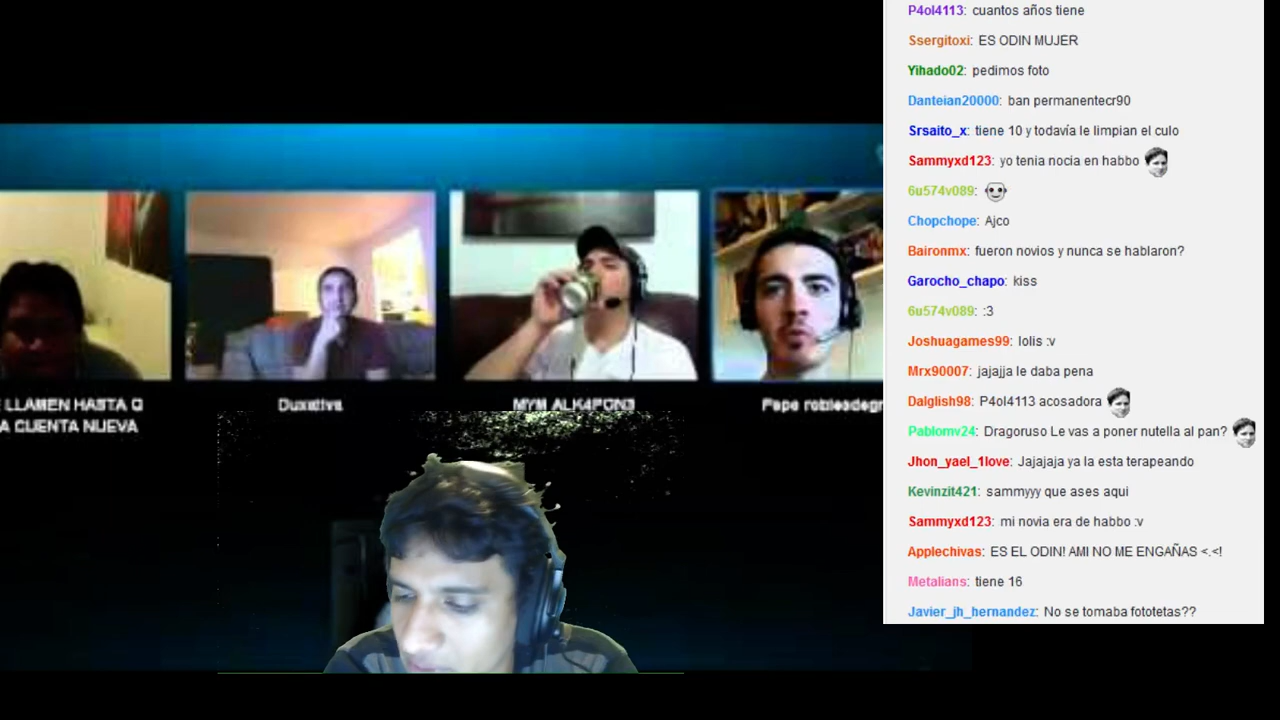 LLAMEN HASTA Q
A CUENTA NUEVA
Duxativa
MYM ALK4PON3
Pepe roblesdegr
P4ol4113: cuantos años tiene
Ssergitoxi: ES ODIN MUJER
Yihado02: pedimos foto
Danteian20000: ban permanentecr90
Srsaito_x: tiene 10 y todavía le limpian el culo
Sammyxd123: yo tenia nocia en habbo
6u574v089:
Chopchope: Ajco
Baironmx: fueron novios y nunca se hablaron?
Garocho_chapo: kiss
6u574v089: :3
Joshuagames99: lolis :v
Mrx90007: jajajja le daba pena
Dalglish98: P4ol4113 acosadora
Pablomv24: Dragoruso Le vas a poner nutella al pan?
Jhon_yael_1love: Jajajaja ya la esta terapeando
Kevinzit421: sammyyy que ases aqui
Sammyxd123: mi novia era de habbo :v
Applechivas: ES EL ODIN! AMI NO ME ENGAÑAS <.<!
Metalians: tiene 16
Javier_jh_hernandez: No se tomaba fototetas??